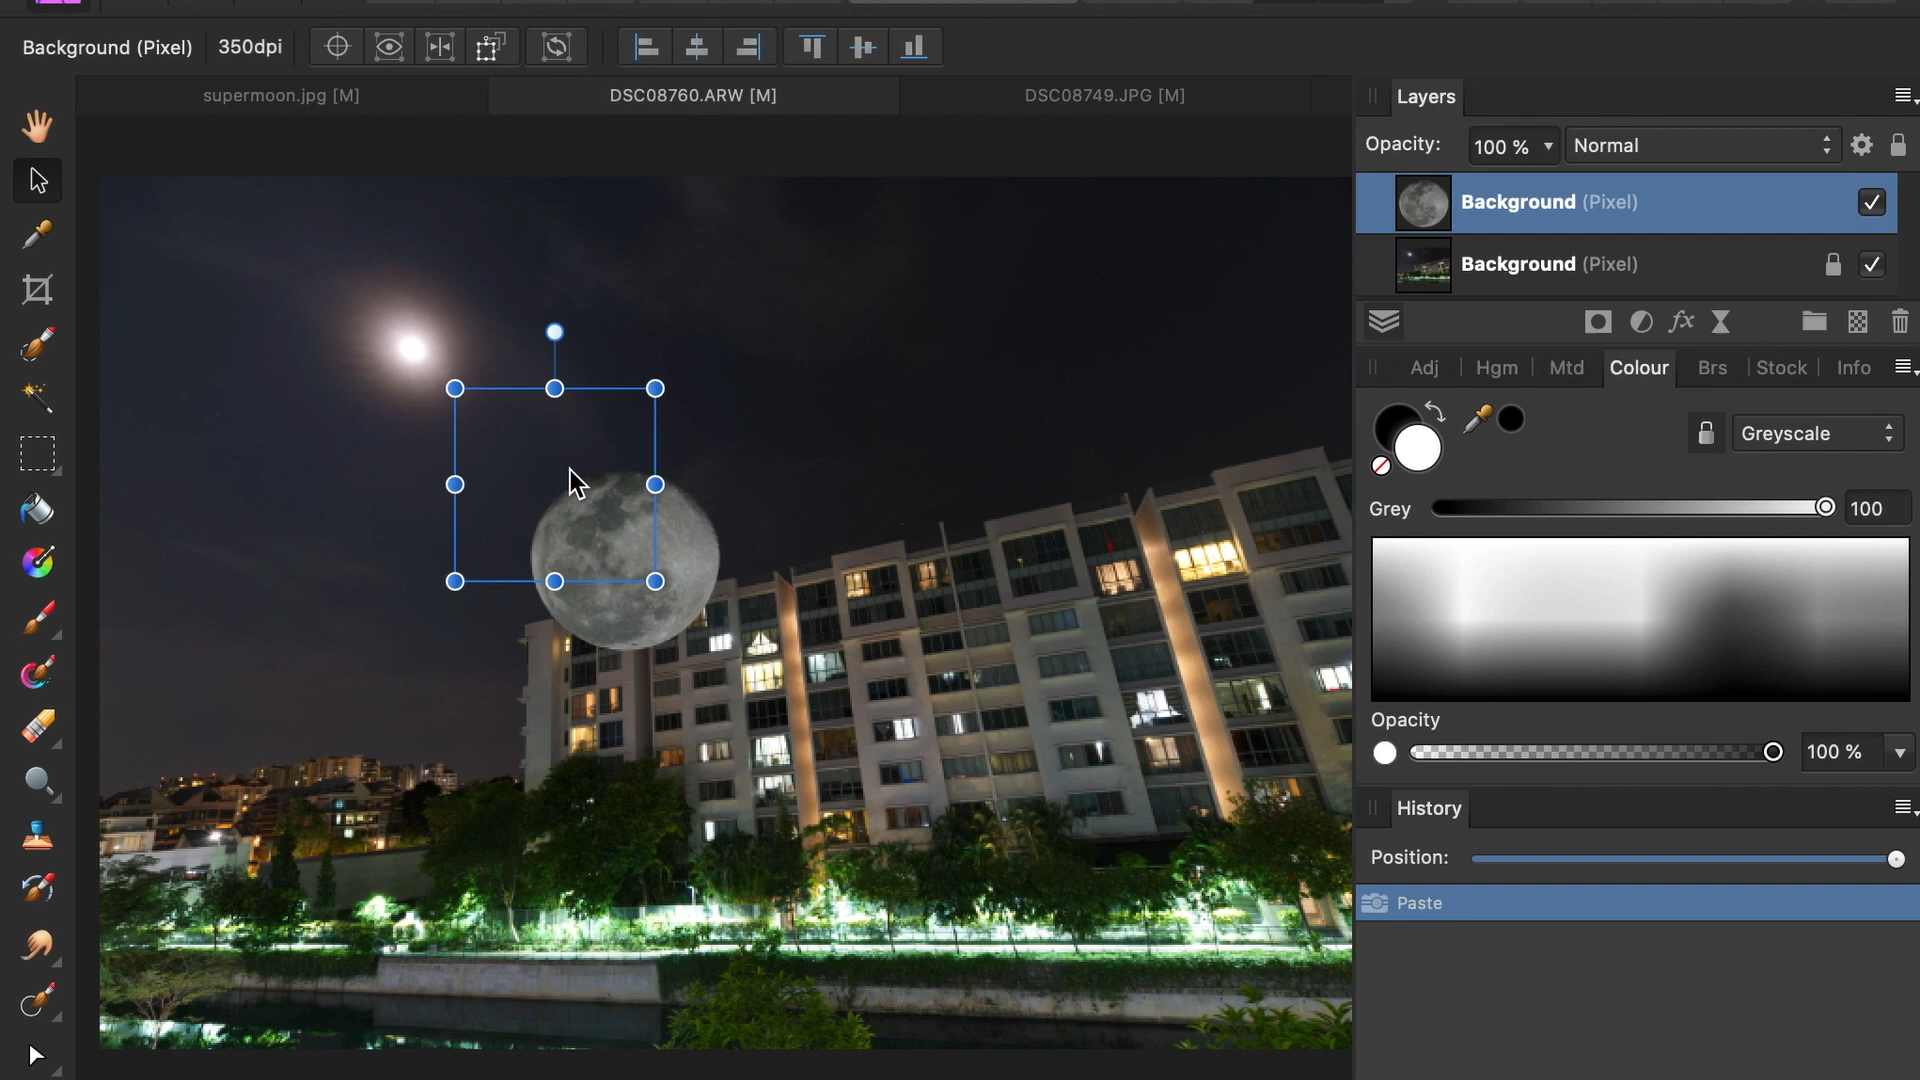 Background (Pixel) 350dpi
supermoon.jpg [M] DSC08760.ARW [M] DSC08749.JPG [M]
Layers
Opacity: 100 % Normal
Background (Pixel)
Background (Pixel)
fx
Adj Hgm Mtd Colour Brs Stock Info
Greyscale
Grey 100
Opacity
100 %
History
Position:
Paste